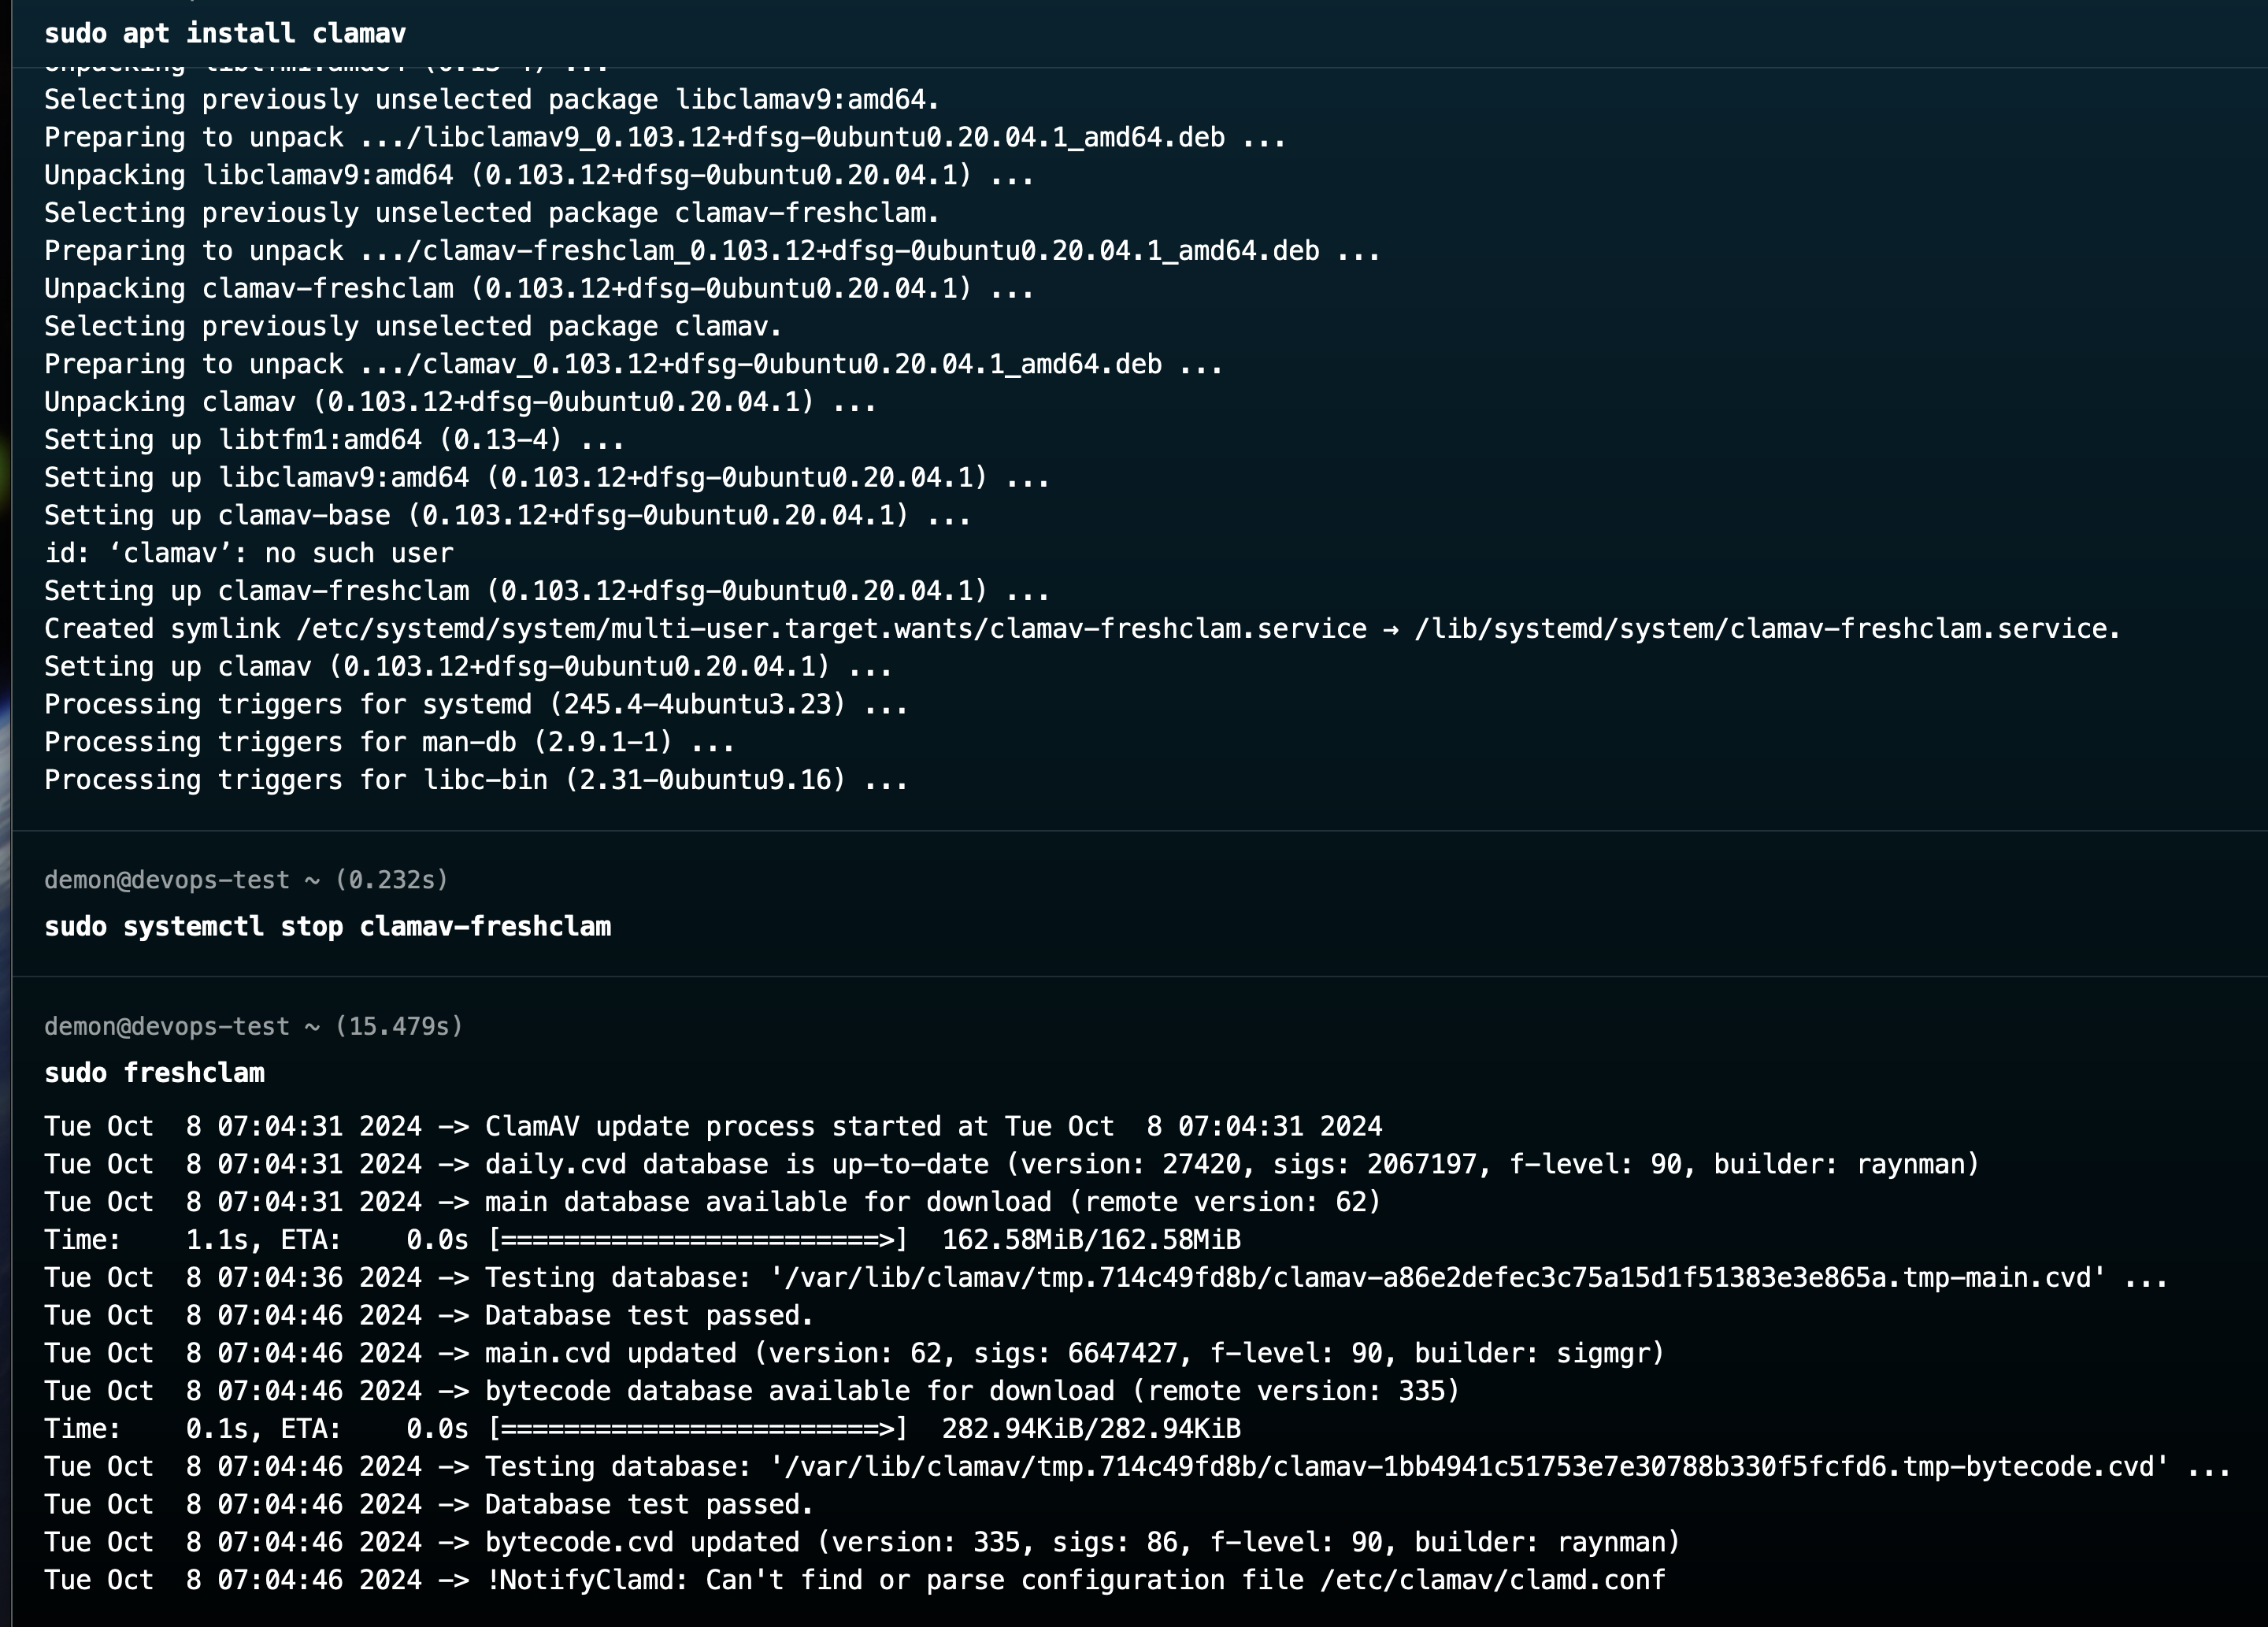 sudo apt install clamav
Unpacking libtfm1:amd64 (0.13-4) ...
Selecting previously unselected package libclamav9:amd64.
Preparing to unpack .../libclamav9_0.103.12+dfsg-0ubuntu0.20.04.1_amd64.deb ...
Unpacking libclamav9:amd64 (0.103.12+dfsg-0ubuntu0.20.04.1) ...
Selecting previously unselected package clamav-freshclam.
Preparing to unpack .../clamav-freshclam_0.103.12+dfsg-0ubuntu0.20.04.1_amd64.deb ...
Unpacking clamav-freshclam (0.103.12+dfsg-0ubuntu0.20.04.1) ...
Selecting previously unselected package clamav.
Preparing to unpack .../clamav_0.103.12+dfsg-0ubuntu0.20.04.1_amd64.deb ...
Unpacking clamav (0.103.12+dfsg-0ubuntu0.20.04.1) ...
Setting up libtfm1:amd64 (0.13-4) ...
Setting up libclamav9:amd64 (0.103.12+dfsg-0ubuntu0.20.04.1) ...
Setting up clamav-base (0.103.12+dfsg-0ubuntu0.20.04.1) ...
id: ‘clamav’: no such user
Setting up clamav-freshclam (0.103.12+dfsg-0ubuntu0.20.04.1) ...
Created symlink /etc/systemd/system/multi-user.target.wants/clamav-freshclam.service → /lib/systemd/system/clamav-freshclam.service.
Setting up clamav (0.103.12+dfsg-0ubuntu0.20.04.1) ...
Processing triggers for systemd (245.4-4ubuntu3.23) ...
Processing triggers for man-db (2.9.1-1) ...
Processing triggers for libc-bin (2.31-0ubuntu9.16) ...
demon@devops-test ~ (0.232s)
sudo systemctl stop clamav-freshclam
demon@devops-test ~ (15.479s)
sudo freshclam
Tue Oct  8 07:04:31 2024 -> ClamAV update process started at Tue Oct  8 07:04:31 2024
Tue Oct  8 07:04:31 2024 -> daily.cvd database is up-to-date (version: 27420, sigs: 2067197, f-level: 90, builder: raynman)
Tue Oct  8 07:04:31 2024 -> main database available for download (remote version: 62)
Time:    1.1s, ETA:    0.0s [========================>]  162.58MiB/162.58MiB
Tue Oct  8 07:04:36 2024 -> Testing database: '/var/lib/clamav/tmp.714c49fd8b/clamav-a86e2defec3c75a15d1f51383e3e865a.tmp-main.cvd' ...
Tue Oct  8 07:04:46 2024 -> Database test passed.
Tue Oct  8 07:04:46 2024 -> main.cvd updated (version: 62, sigs: 6647427, f-level: 90, builder: sigmgr)
Tue Oct  8 07:04:46 2024 -> bytecode database available for download (remote version: 335)
Time:    0.1s, ETA:    0.0s [========================>]  282.94KiB/282.94KiB
Tue Oct  8 07:04:46 2024 -> Testing database: '/var/lib/clamav/tmp.714c49fd8b/clamav-1bb4941c51753e7e30788b330f5fcfd6.tmp-bytecode.cvd' ...
Tue Oct  8 07:04:46 2024 -> Database test passed.
Tue Oct  8 07:04:46 2024 -> bytecode.cvd updated (version: 335, sigs: 86, f-level: 90, builder: raynman)
Tue Oct  8 07:04:46 2024 -> !NotifyClamd: Can't find or parse configuration file /etc/clamav/clamd.conf